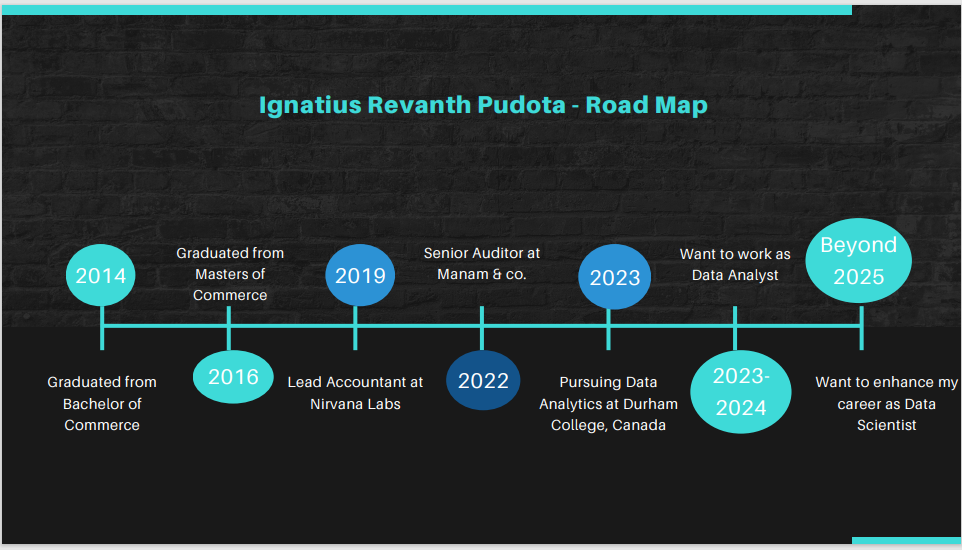 Ignatius Revanth Pudota - Road Map
2014
Graduated from
Bachelor of
Commerce
Graduated from
Masters of
Commerce
2016
2019
Lead Accountant at
Nirvana Labs
Senior Auditor at
Manam & co.
2022
2023
Pursuing Data
Analytics at Durham
College, Canada
Want to work as
Data Analyst
2023-
2024
Beyond
2025
Want to enhance my
career as Data
Scientist